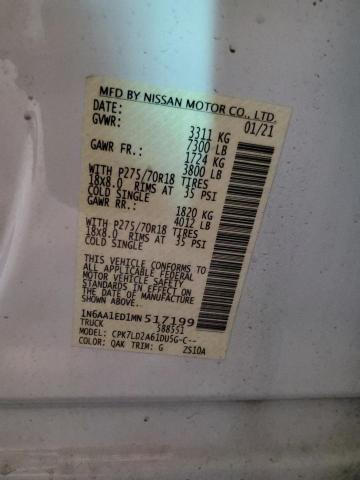 MFD BY NISSAN MOTOR CO., LTD.
DATE: 01/21
GVWR: 3311 KG
7300 LB
GAWR FR.: 1724 KG
3800 LB
WITH P275/70R18 TIRES
18x8.0 RIMS AT 35 PSI
COLD SINGLE
GAWR RR.: 1820 KG
4012 LB
WITH P275/70R18 TIRES
18x8.0 RIMS AT 35 PSI
COLD SINGLE
THIS VEHICLE CONFORMS TO
ALL APPLICABLE FEDERAL
MOTOR VEHICLE SAFETY
STANDARDS IN EFFECT ON
THE DATE OF MANUFACTURE
SHOWN ABOVE.
1N6AA1ED1MN517199
TRUCK 588551
MODEL: CPK7LD2A61DU5G-C--
COLOR: QAK TRIM: G ZS10A